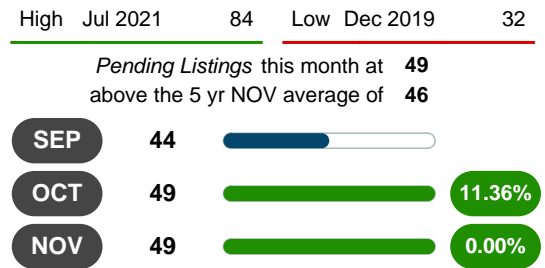 High Jul 2021 84 Low Dec 2019 32
Pending Listings this month at 49
above the 5 yr NOV average of 46
SEP 44
OCT 49 11.36%
NOV 49 0.00%